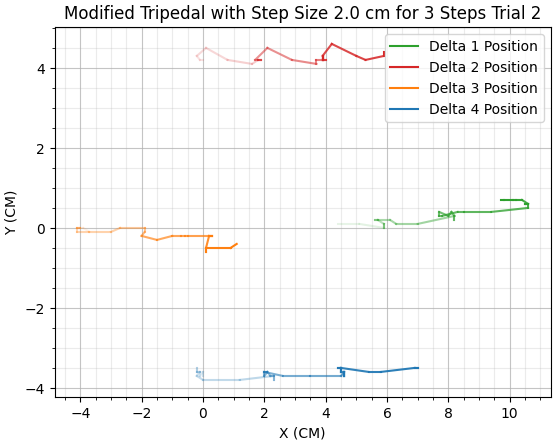 Modified Tripedal with Step Size 2.0 cm for 3 Steps Trial 2
Delta 1 Position
Delta 2 Position
Delta 3 Position
Delta 4 Position
4
2
0
−2
−4
Y (CM)
−4 −2 0 2 4 6 8 10
X (CM)